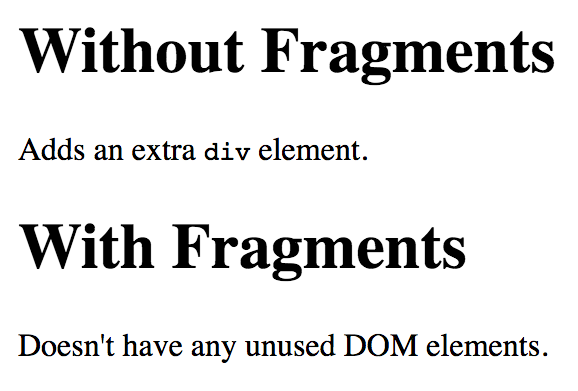 Without Fragments
Adds an extra div element.
With Fragments
Doesn't have any unused DOM elements.